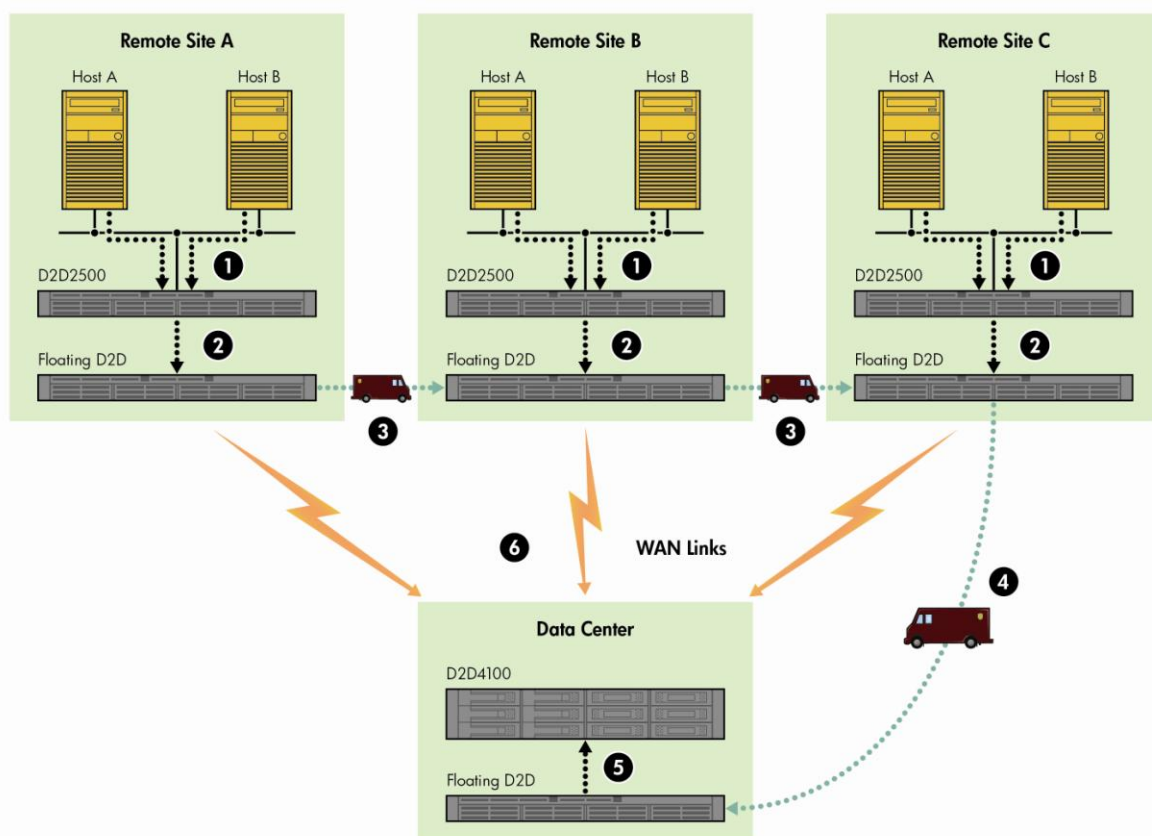 Remote Site A
Host A
Host B
1
D2D2500
2
Floating D2D
3
Remote Site B
Host A
Host B
1
D2D2500
2
Floating D2D
3
Remote Site C
Host A
Host B
1
D2D2500
2
Floating D2D
6
WAN Links
4
Data Center
D2D4100
5
Floating D2D